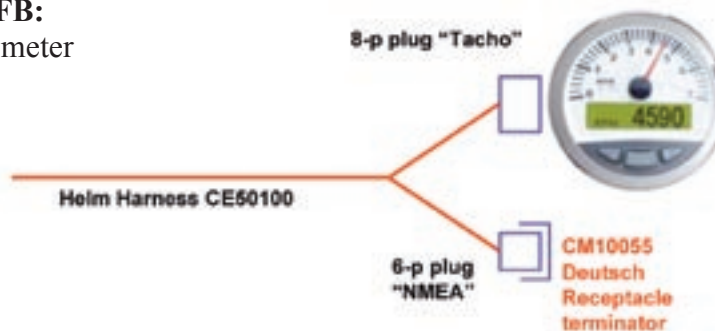 FB:
meter
8-p plug “Tacho”
4590
Helm Harness CE50100
6-p plug
“NMEA”
CM10055
Deutsch
Receptacle
terminator